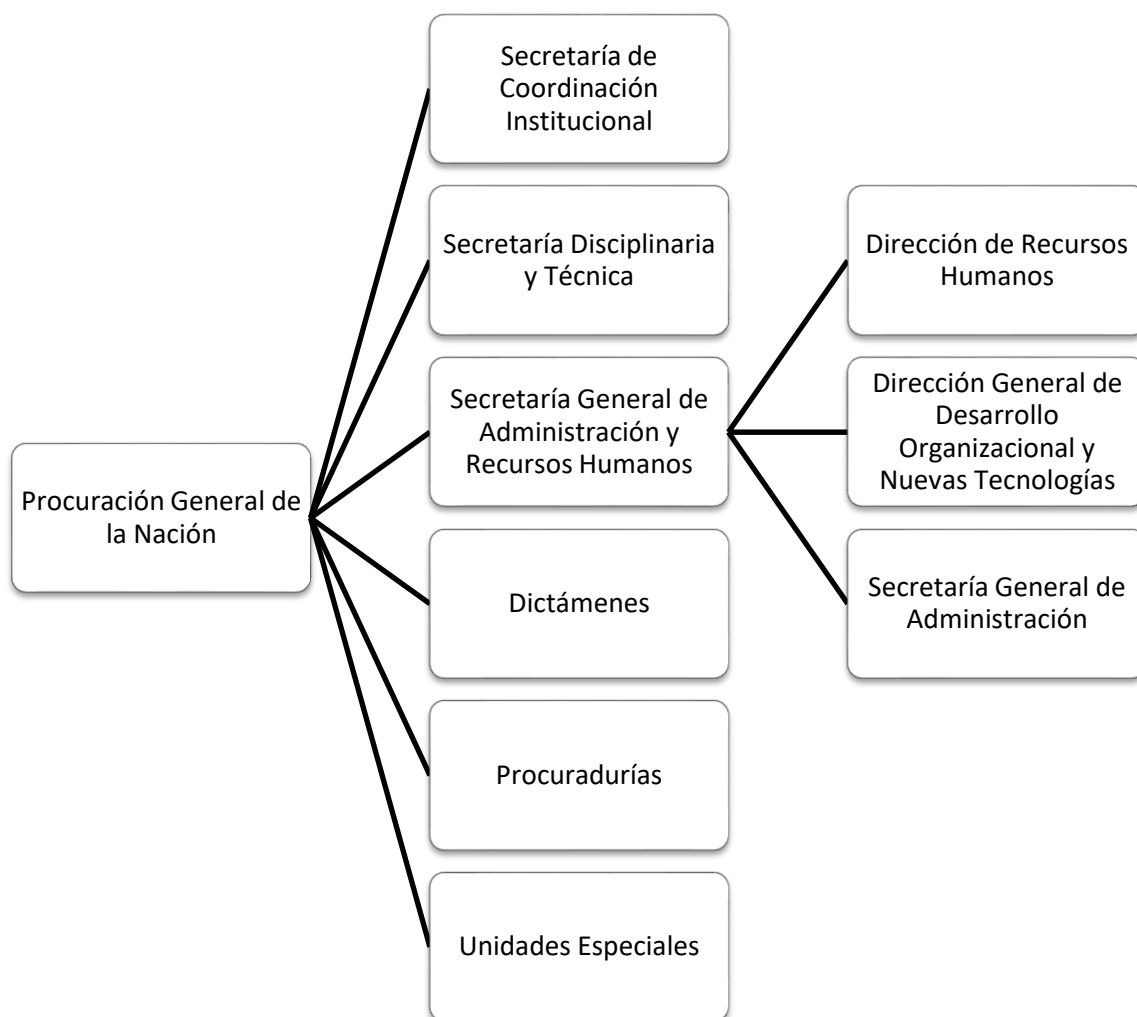 Secretaría de
Coordinación
Institucional
Secretaría Disciplinaria
y Técnica
Dirección de Recursos
Humanos
Secretaría General de
Administración y
Recursos Humanos
Dirección General de
Desarrollo
Organizacional y
Nuevas Tecnologías
Procuración General de
la Nación
Dictámenes
Secretaría General de
Administración
Procuradurías
Unidades Especiales